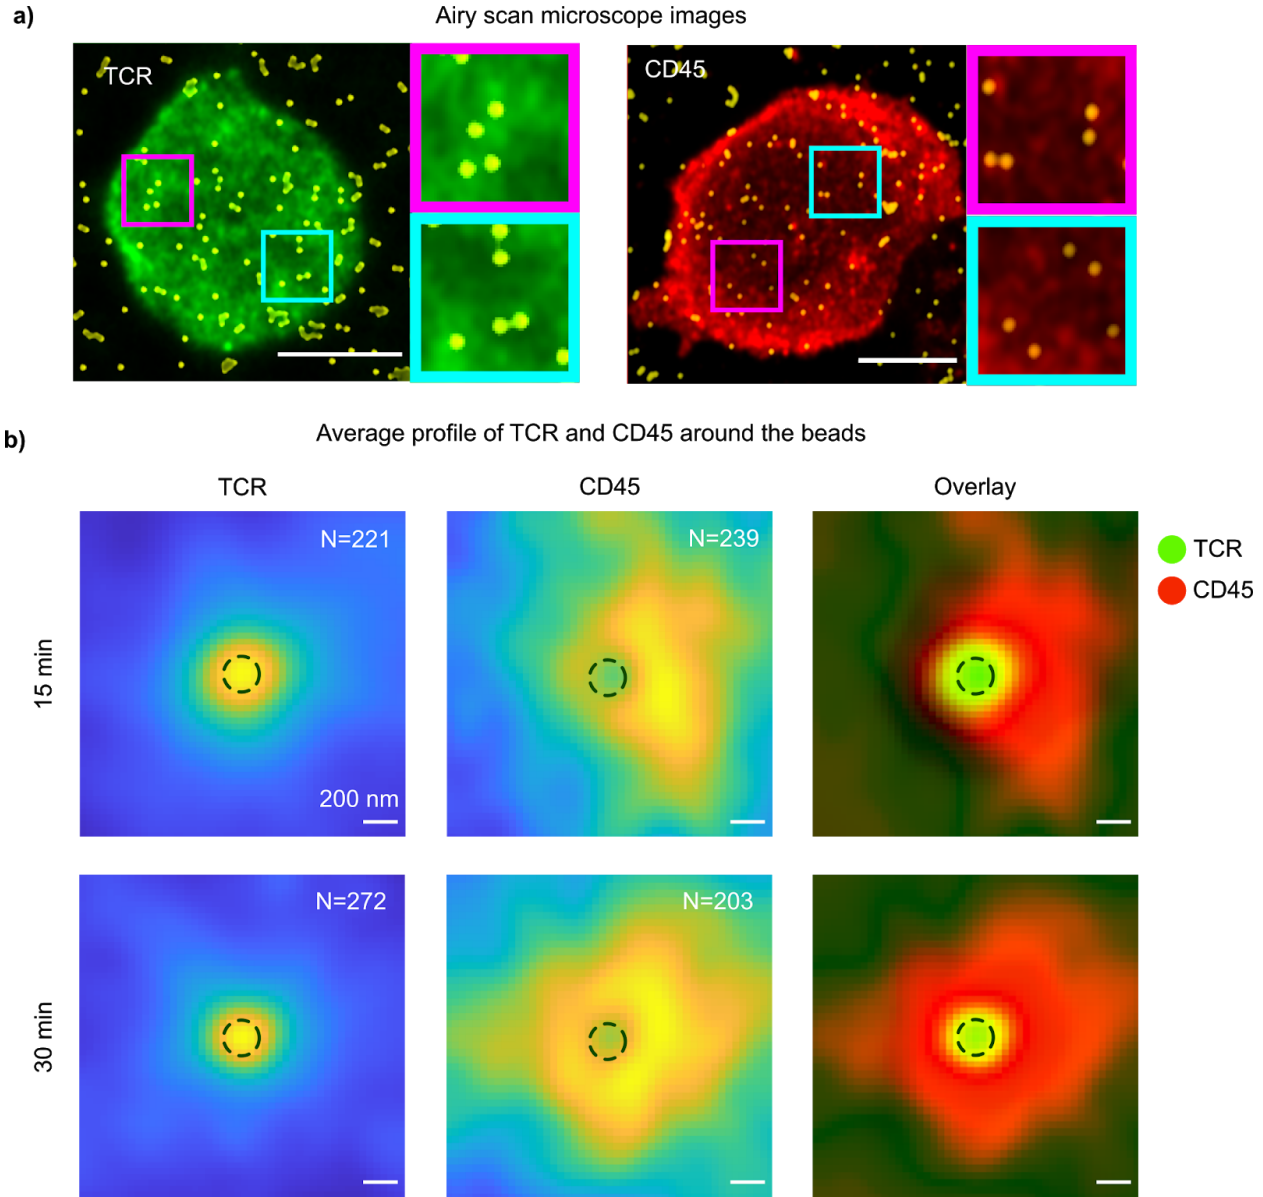 a)
Airy scan microscope images
TCR
CD45
b)
Average profile of TCR and CD45 around the beads
TCR
CD45
Overlay
15 min
N=221
200 nm
N=239
TCR
CD45
30 min
N=272
N=203